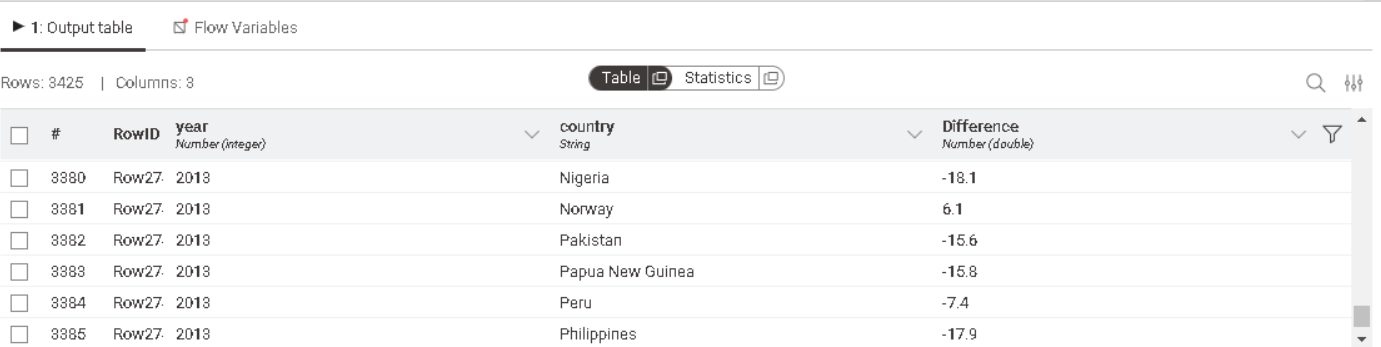 1: Output table Flow Variables
Rows: 3425 | Columns: 3 Table Statistics
# RowID year country Difference
Number (integer) String Number (double)
3380 Row27. 2013 Nigeria -18.1
3381 Row27. 2013 Norway 6.1
3382 Row27. 2013 Pakistan -15.6
3383 Row27. 2013 Papua New Guinea -15.8
3384 Row27. 2013 Peru -7.4
3385 Row27. 2013 Philippines -17.9